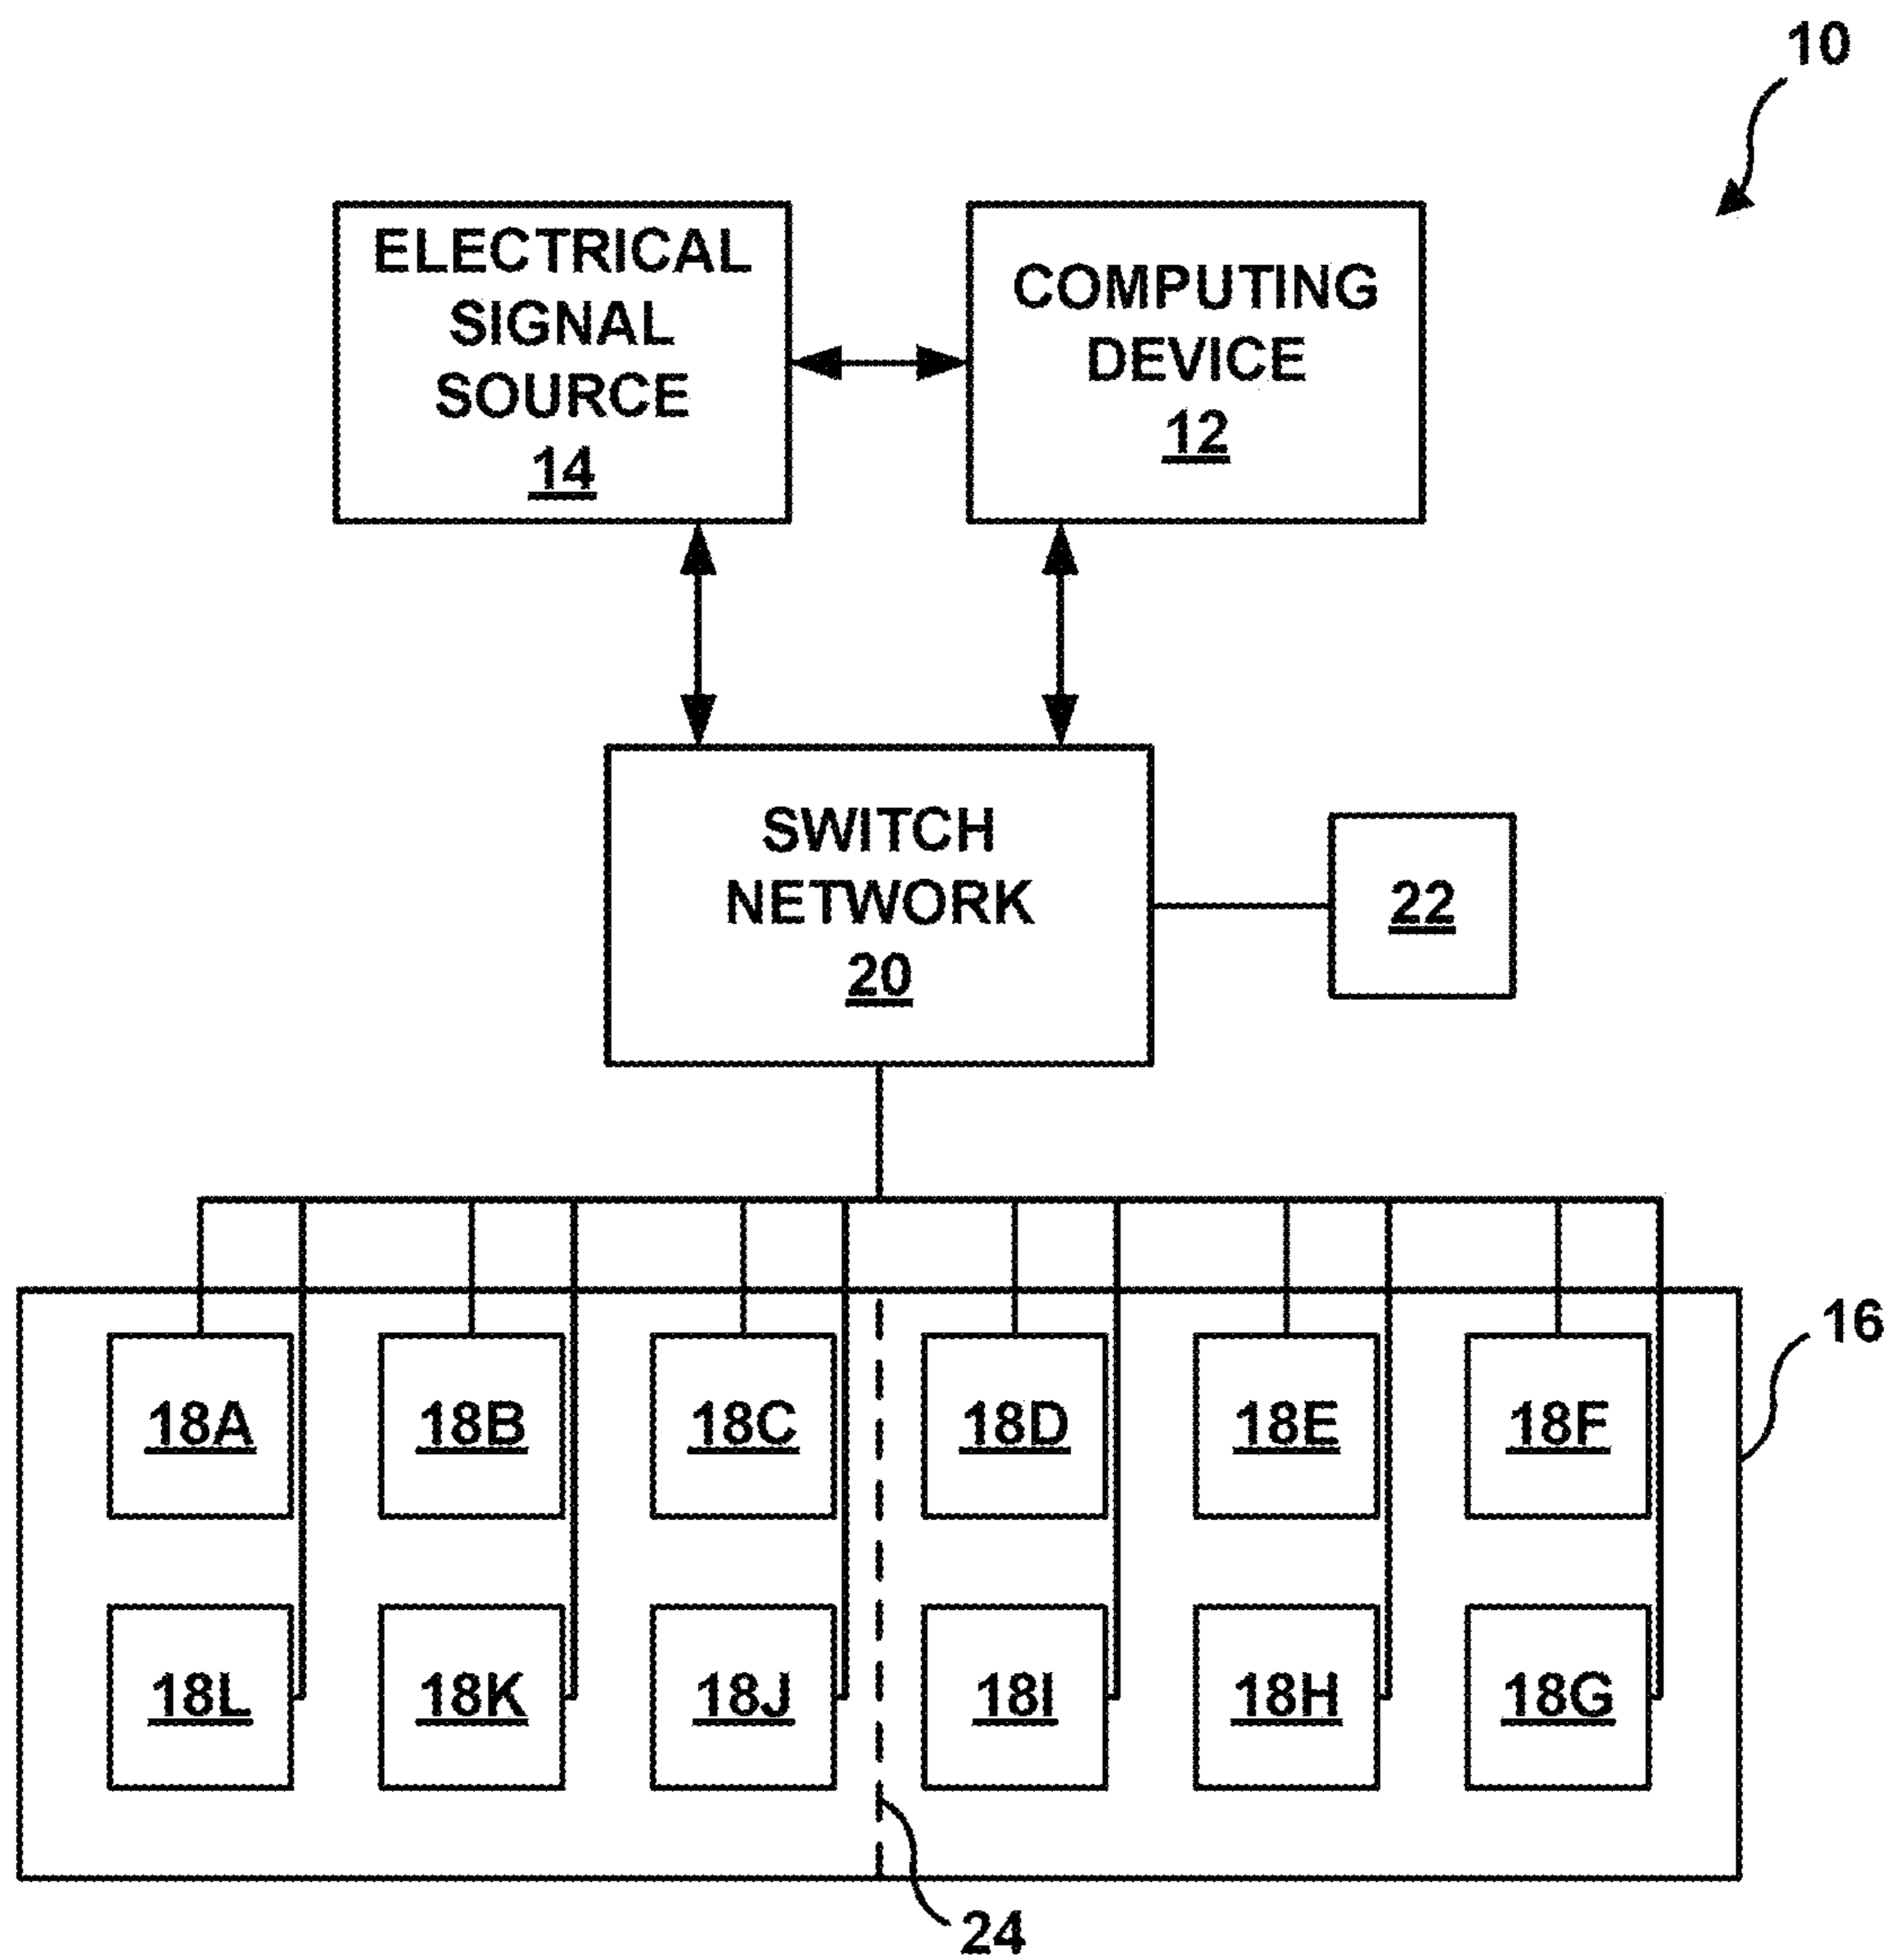 10
ELECTRICAL
SIGNAL
SOURCE
14
COMPUTING
DEVICE
12
SWITCH
NETWORK
20
22
16
18A 18B 18C 18D 18E 18F
18L 18K 18J 18I 18H 18G
24